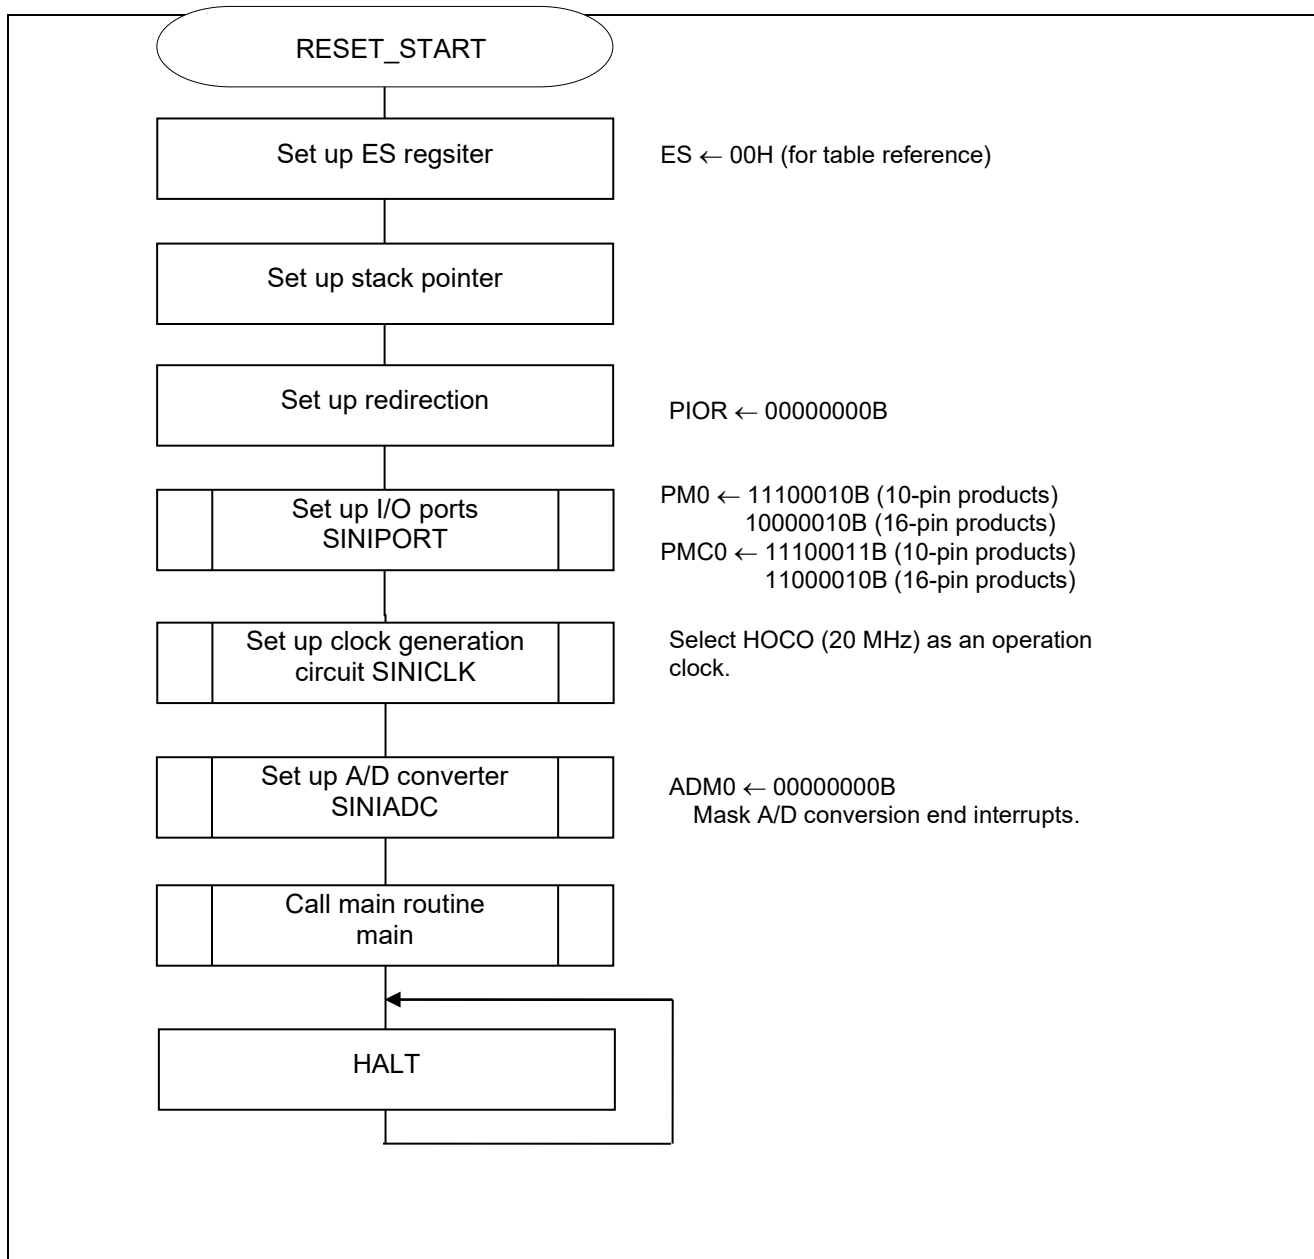 RESET_START
Set up ES regsiter
ES ← 00H (for table reference)
Set up stack pointer
Set up redirection
PIOR ← 00000000B
Set up I/O ports
SINIPORT
PM0 ← 11100010B (10-pin products)
10000010B (16-pin products)
PMC0 ← 11100011B (10-pin products)
11000010B (16-pin products)
Set up clock generation
circuit SINICLK
Select HOCO (20 MHz) as an operation
clock.
Set up A/D converter
SINIADC
ADM0 ← 00000000B
Mask A/D conversion end interrupts.
Call main routine
main
HALT